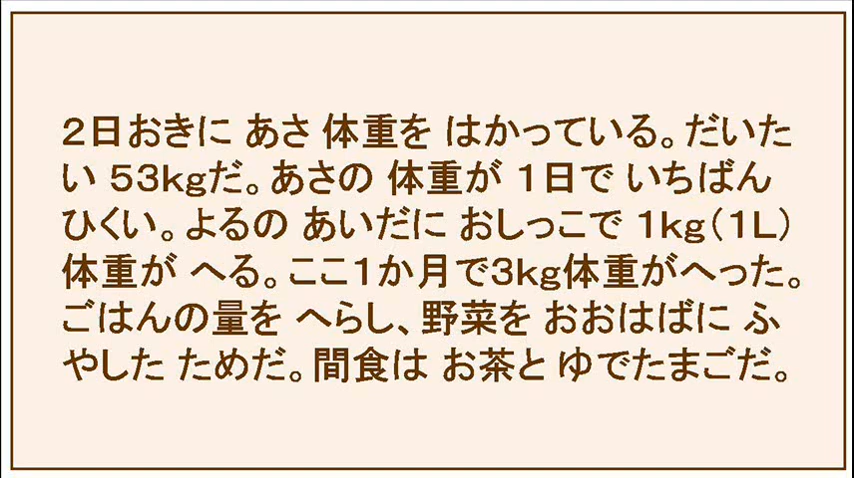 ２日おきに あさ 体重を はかっている。だいた
い ５３ｋｇだ。あさの 体重が １日で いちばん
ひくい。よるの あいだに おしっこで １ｋｇ（１Ｌ）
体重が へる。ここ１か月で３ｋｇ体重がへった。
ごはんの量を へらし、野菜を おおはばに ふ
やした ためだ。間食は お茶と ゆでたまごだ。